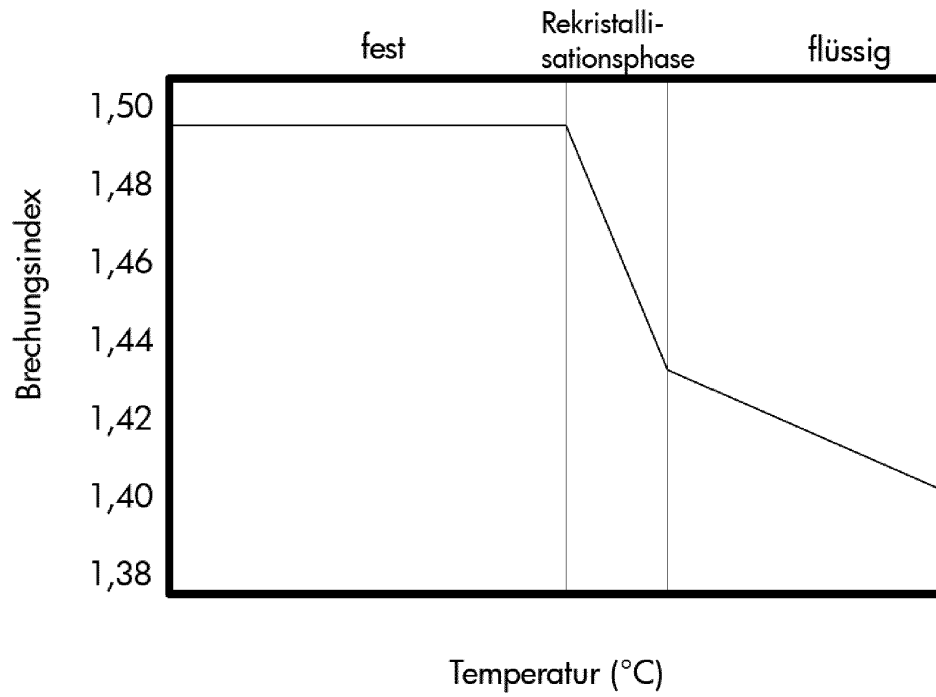 fest
Rekristalli-
sationsphase
flüssig
1,50
1,48
1,46
1,44
1,42
1,40
1,38
Brechungsindex
Temperatur (°C)